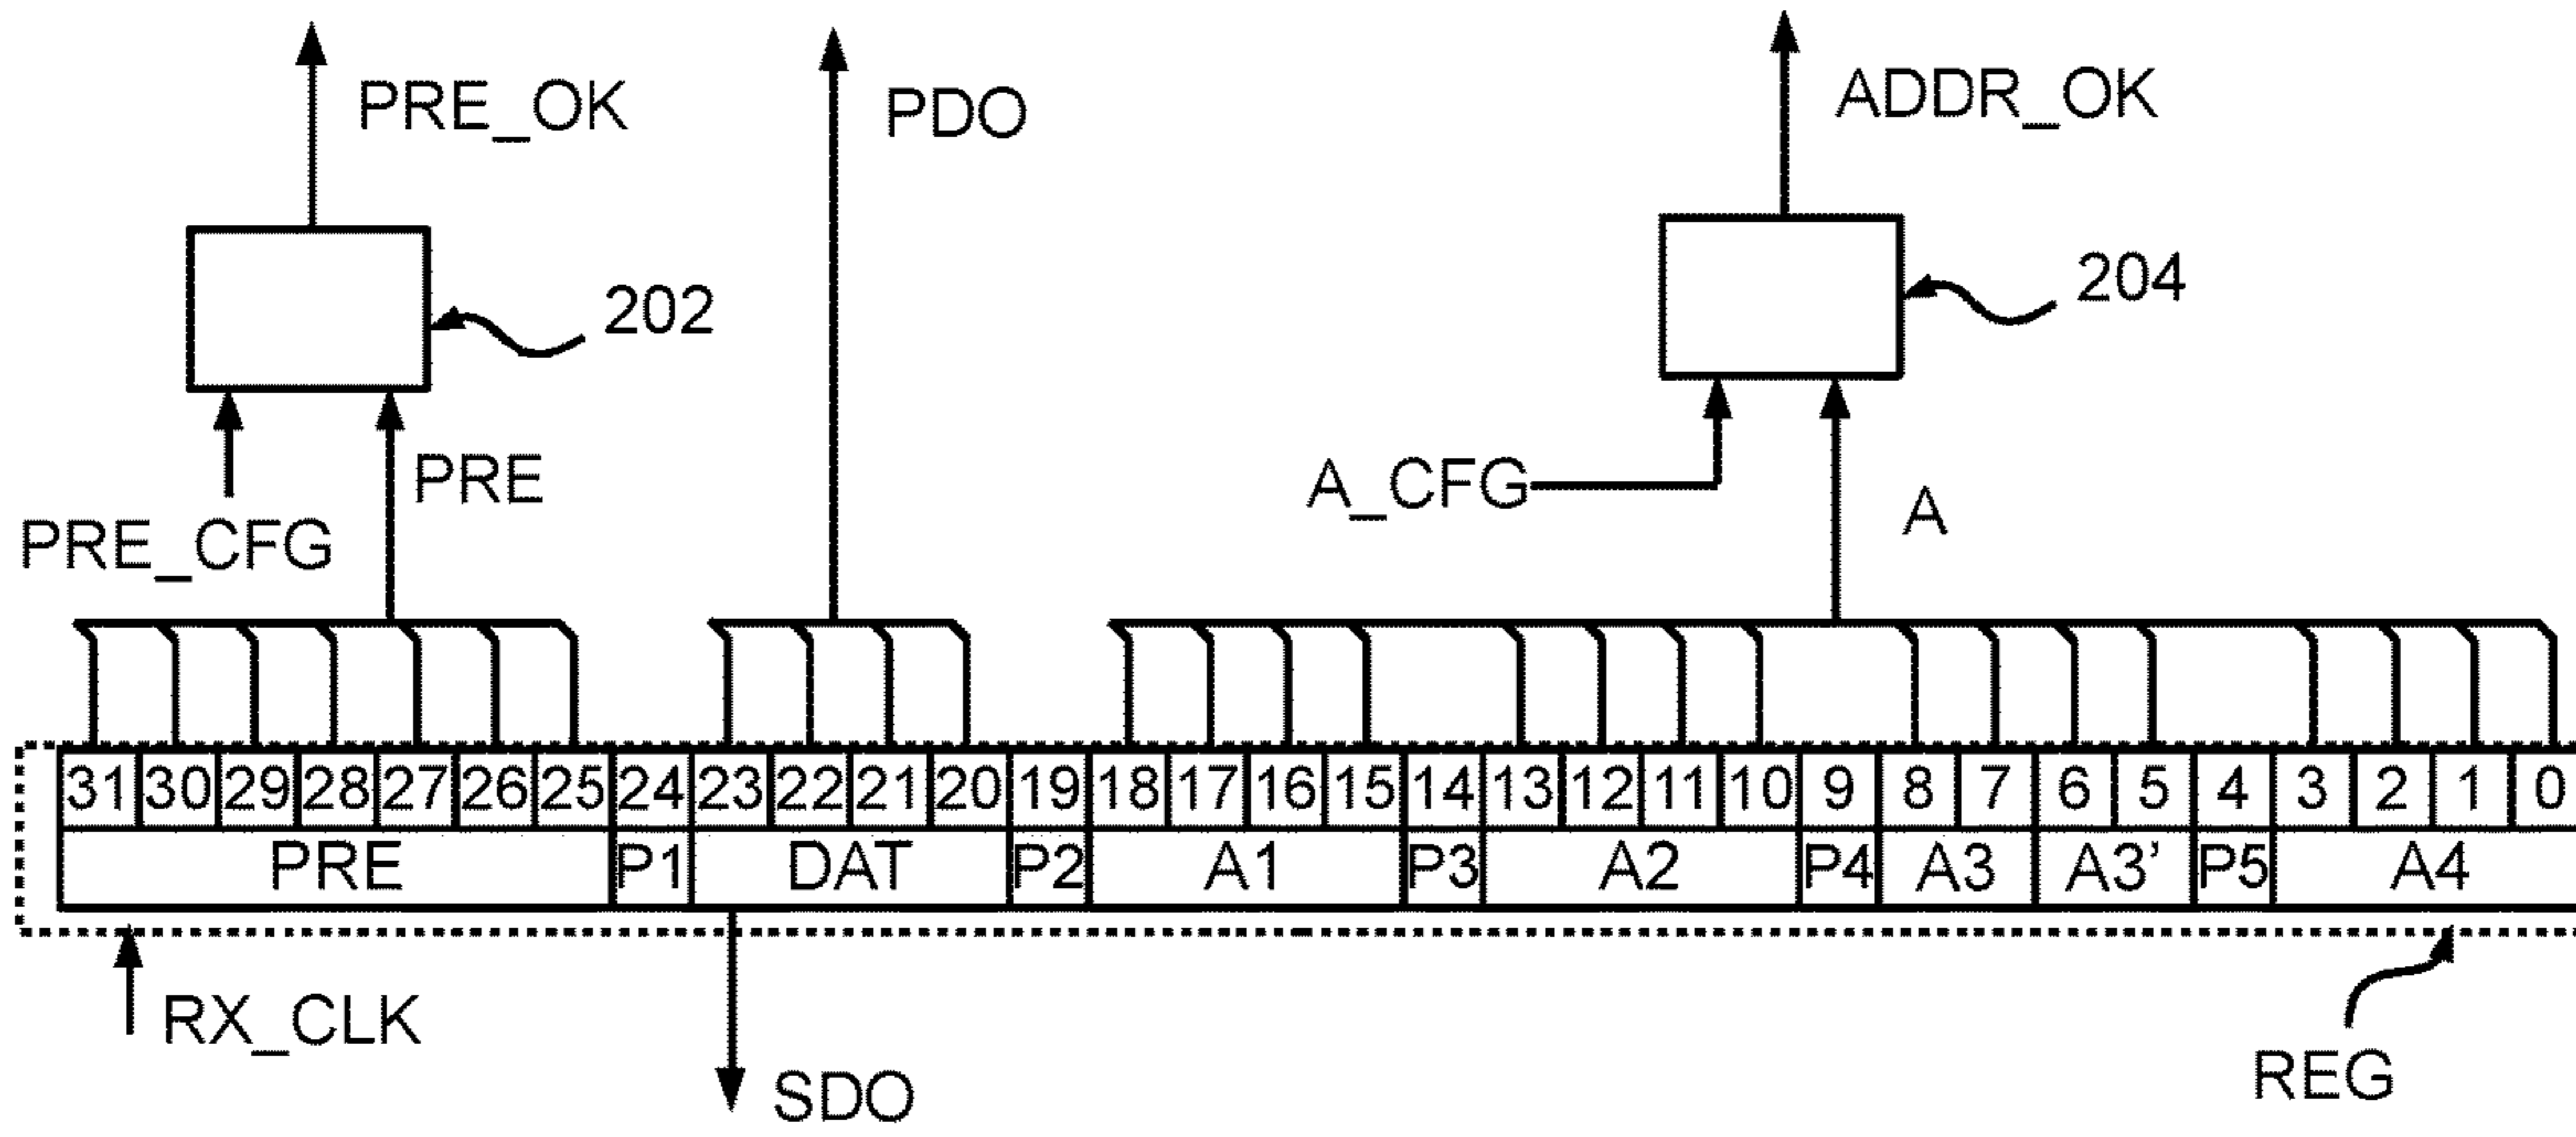 PRE_OK
PDO
ADDR_OK
202
204
PRE_CFG
PRE
A_CFG
A
31 30 29 28 27 26 25 24 23 22 21 20 19 18 17 16 15 14 13 12 11 10 9 8 7 6 5 4 3 2 1 0
PRE P1 DAT P2 A1 P3 A2 P4 A3 A3’ P5 A4
RX_CLK
SDO
REG